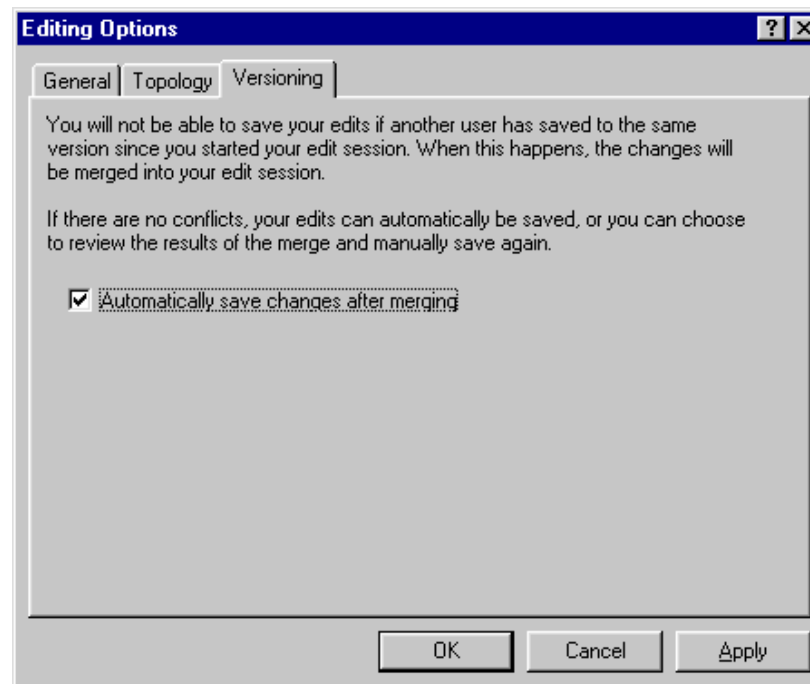 Editing Options
General Topology Versioning
You will not be able to save your edits if another user has saved to the same
version since you started your edit session. When this happens, the changes will
be merged into your edit session.
If there are no conflicts, your edits can automatically be saved, or you can choose
to review the results of the merge and manually save again.
Automatically save changes after merging
OK Cancel Apply